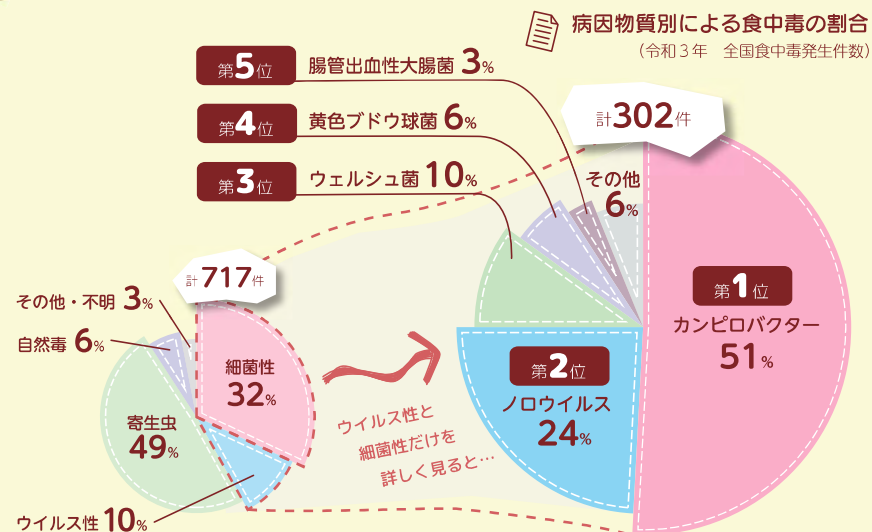 病因物質別による食中毒の割合
（令和３年　全国食中毒発生件数）
第5位 腸管出血性大腸菌 3%
第4位 黄色ブドウ球菌 6%
第3位 ウェルシュ菌 10%
計302件
その他
6%
第1位
カンピロバクター
51%
第2位
ノロウイルス
24%
計717件
その他・不明 3%
自然毒 6%
細菌性
32%
寄生虫
49%
ウイルス性 10%
ウイルス性と
細菌性だけを
詳しく見ると…